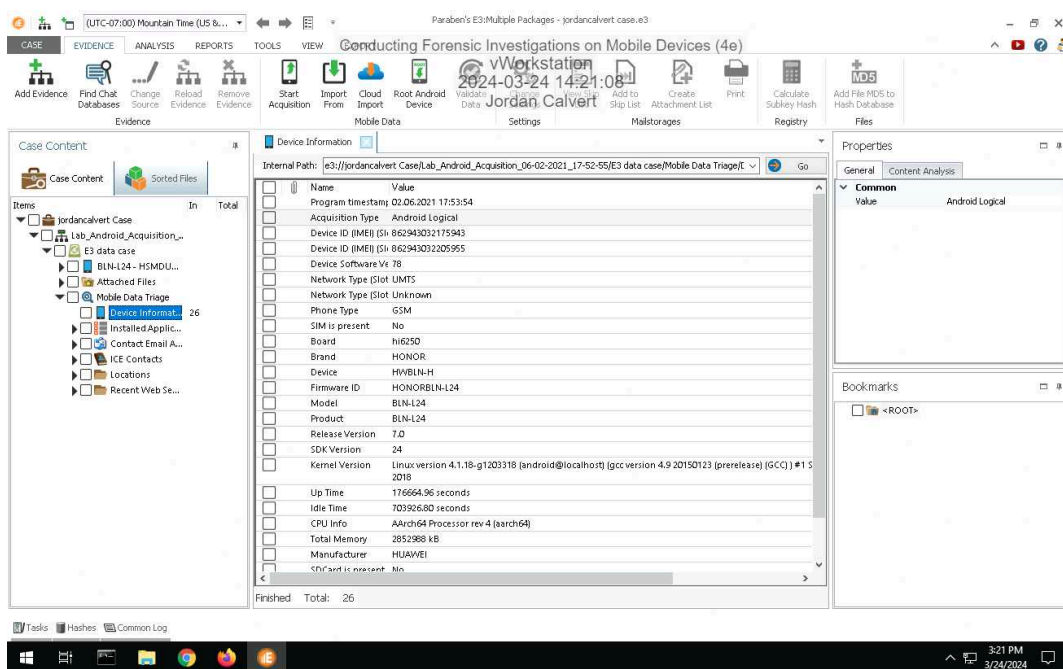 (UTC-07:00) Mountain Time (US &...
Paraben's E3:Multiple Packages - jordancalvert case.e3
CASE EVIDENCE ANALYSIS REPORTS TOOLS VIEW
Conducting Forensic Investigations on Mobile Devices (4e)
vWorkstation
2024-03-24 14:21:08
Jordan Calvert
Add Evidence
Find Chat Databases
Change Source
Reload Evidence
Remove Evidence
Start Acquisition
Import From
Cloud Import
Root Android Device
Validate Data
Add to Skip List
Create Attachment List
Print
Calculate Subkey Hash
Add File MD5 to Hash Database
MD5
Evidence Mobile Data Settings Mailstorages Registry Files
Case Content
Case Content Sorted Files
Items In Total
jordancalvert Case
Lab_Android_Acquisition_...
E3 data case
BLN-L24 - HSMDU...
Attached Files
Mobile Data Triage
Device Informat... 26
Installed Applic...
Contact Email A...
ICE Contacts
Locations
Recent Web Se...
Device Information
Internal Path: e3://jordancalvert Case/Lab_Android_Acquisition_06-02-2021_17-52-55/E3 data case/Mobile Data Triage/ Go
Name Value
Program timestam 02.06.2021 17:53:54
Acquisition Type Android Logical
Device ID (IMEI) (Sl 862943032175943
Device ID (IMEI) (Sl 862943032205955
Device Software Ve 78
Network Type (Slot UMTS
Network Type (Slot Unknown
Phone Type GSM
SIM is present No
Board hi6250
Brand HONOR
Device HWBLN-H
Firmware ID HONORBLN-L24
Model BLN-L24
Product BLN-L24
Release Version 7.0
SDK Version 24
Kernel Version Linux version 4.1.18-g1203318 (android@localhost) (gcc version 4.9 20150123 (prerelease) (GCC) ) #1 S
2018
Up Time 176664.96 seconds
Idle Time 703926.80 seconds
CPU Info AArch64 Processor rev 4 (aarch64)
Total Memory 2852988 kB
Manufacturer HUAWEI
SDCard is present No
Finished Total: 26
Properties
General Content Analysis
Common
Value Android Logical
Bookmarks
<ROOT>
Tasks Hashes Common Log
3:21 PM
3/24/2024